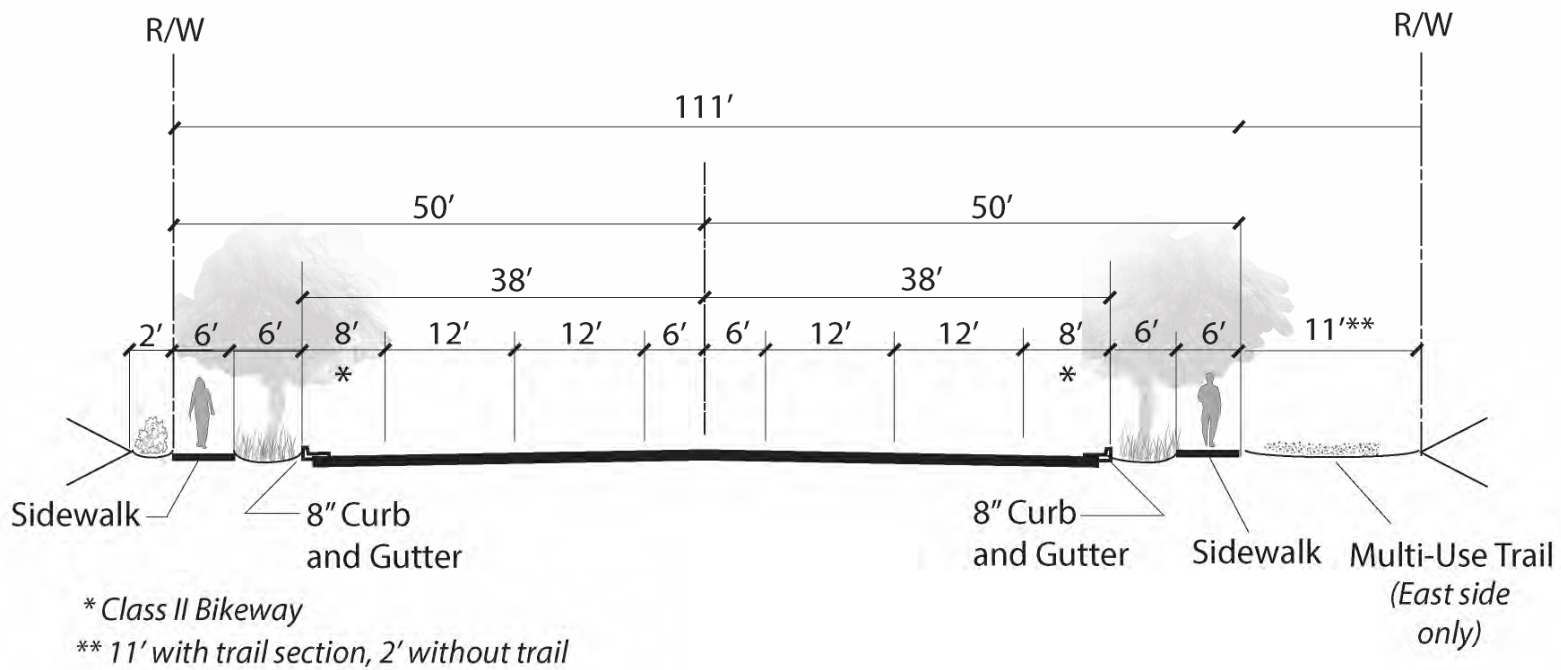 R/W R/W
111′
50′ 50′
38′ 38′
2′ 6′ 6′ 8′ 12′ 12′ 6′ 6′ 12′ 12′ 8′ 6′ 6′ 11′**
* *
Sidewalk 8″ Curb 8″ Curb Sidewalk Multi-Use Trail
and Gutter and Gutter (East side
only)
* Class II Bikeway
** 11′ with trail section, 2′ without trail